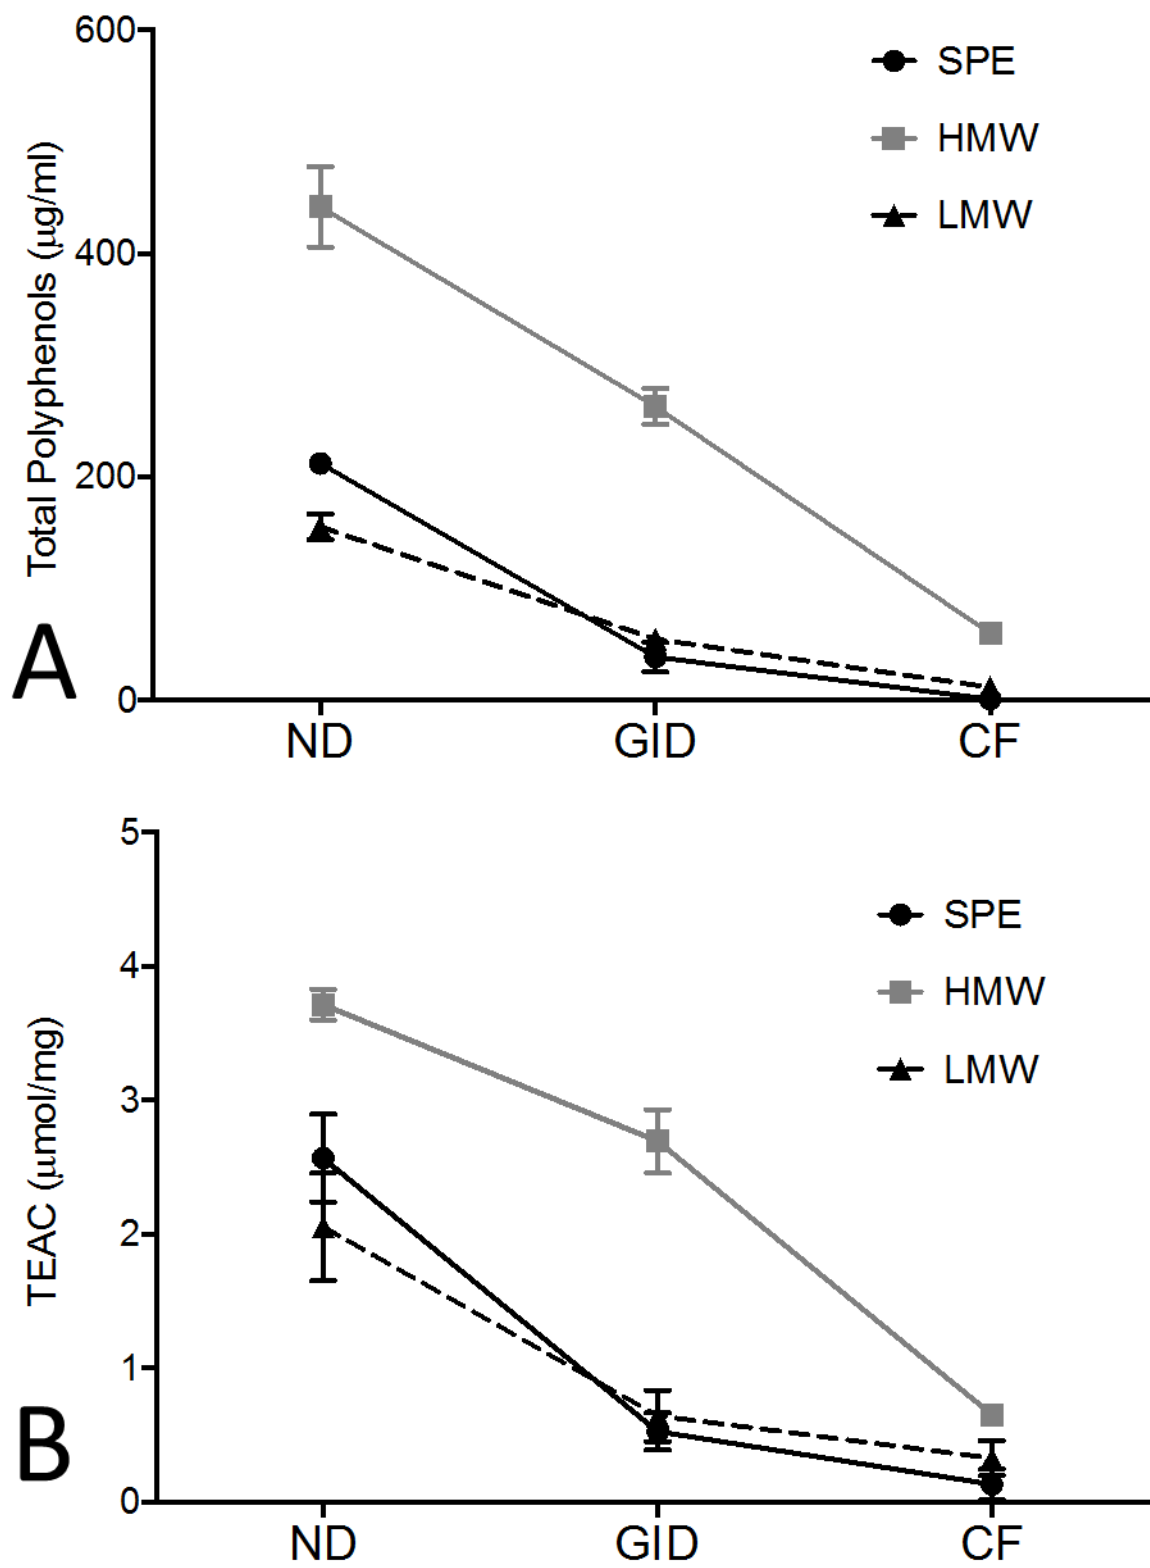 600
SPE
HMW
LMW
400
200
0
Total Polyphenols (μg/ml)
A
ND GID CF
5
SPE
4
HMW
LMW
3
2
1
0
TEAC (μmol/mg)
B
ND GID CF